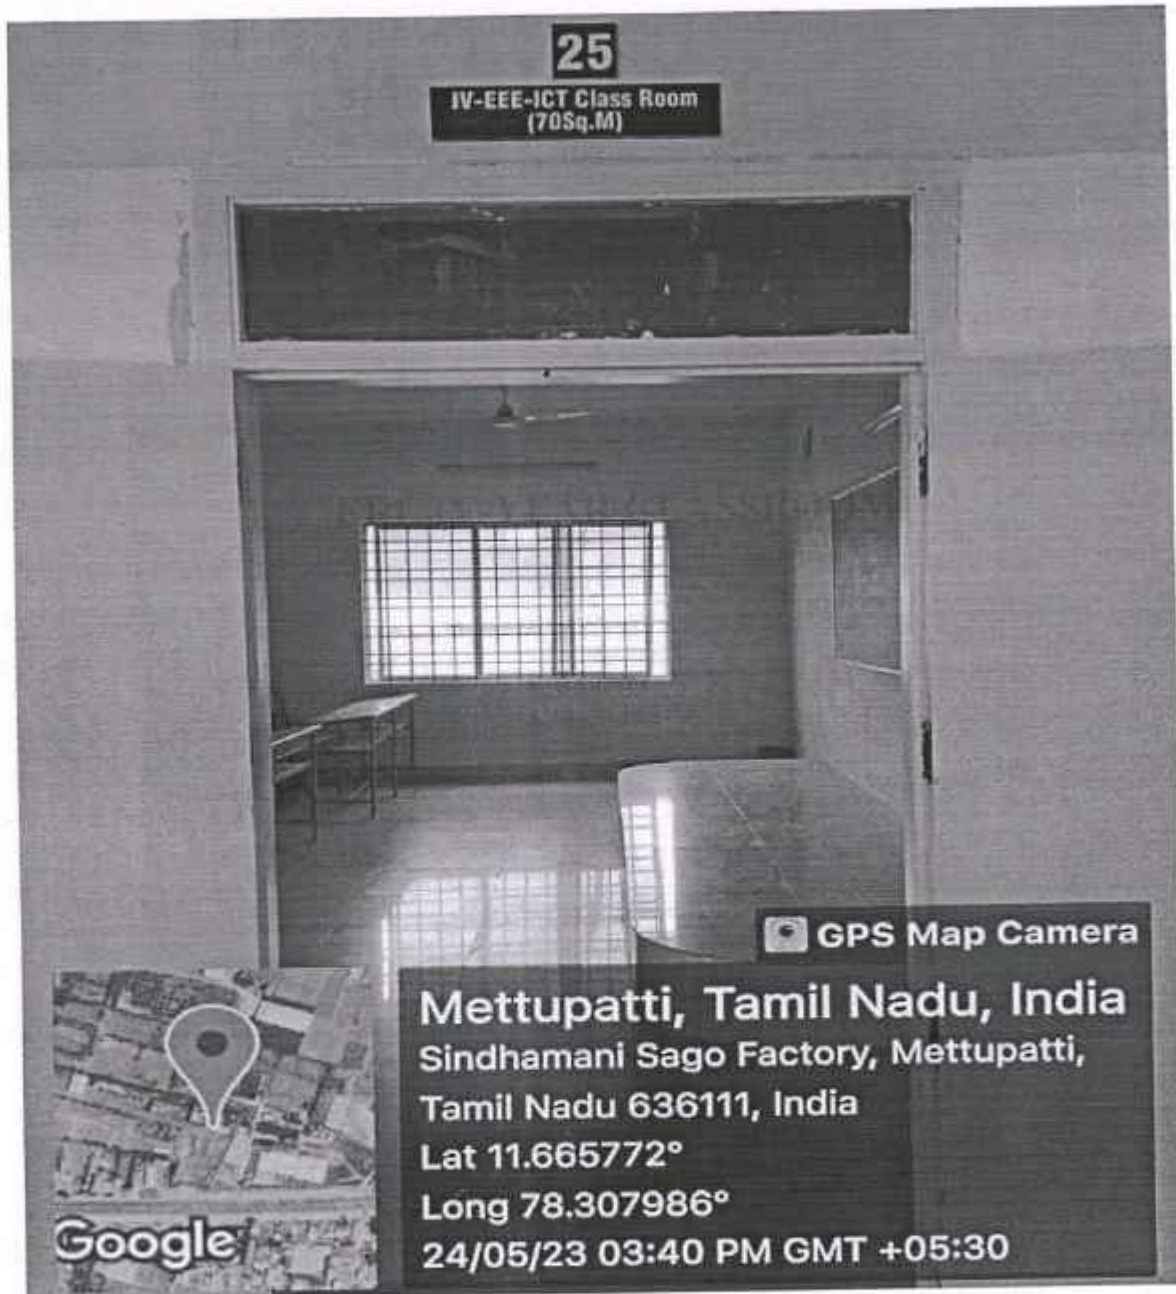 25
IV-EEE-ICT Class Room
(70Sq.M)
GPS Map Camera
Mettupatti, Tamil Nadu, India
Sindhamani Sago Factory, Mettupatti,
Tamil Nadu 636111, India
Lat 11.665772°
Long 78.307986°
24/05/23 03:40 PM GMT +05:30
Google